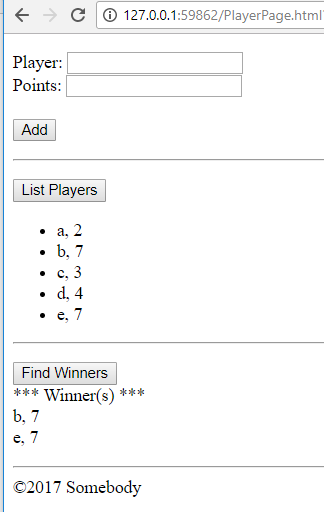 127.0.0.1:59862/PlayerPage.html
Player:
Points:
Add
List Players
• a, 2
• b, 7
• c, 3
• d, 4
• e, 7
Find Winners
*** Winner(s) ***
b, 7
e, 7
©2017 Somebody